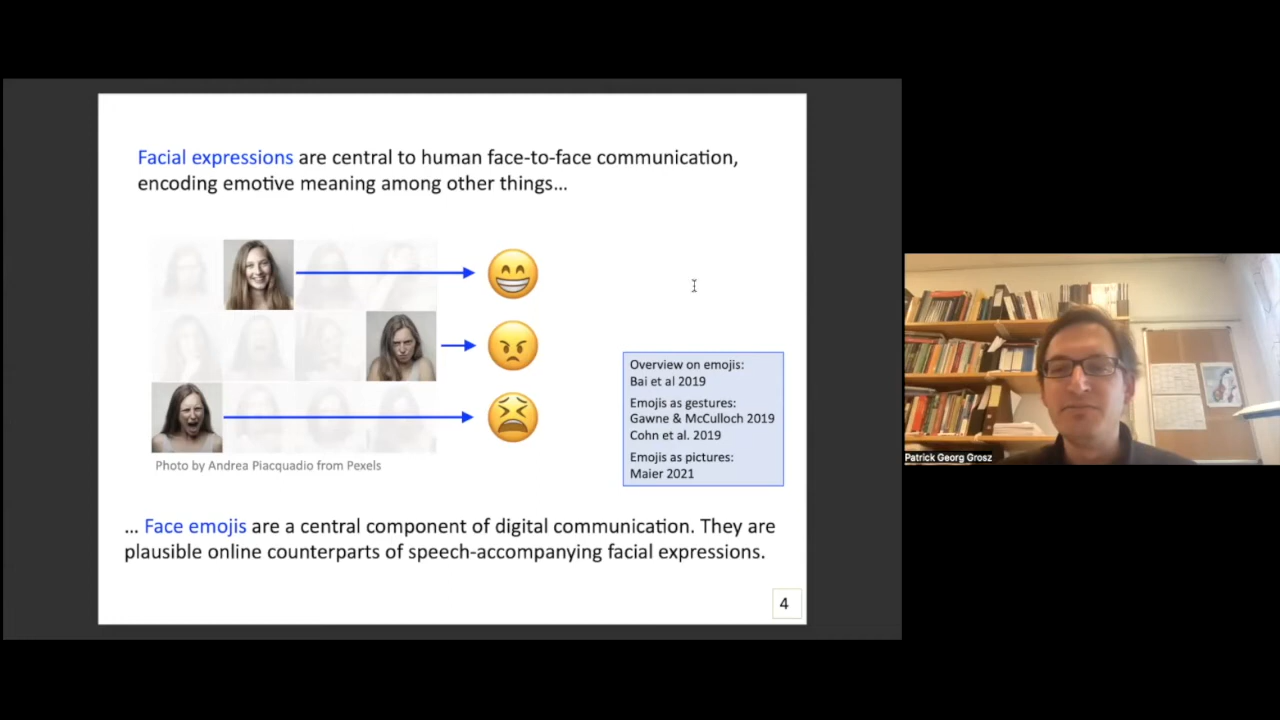 Facial expressions are central to human face-to-face communication,
encoding emotive meaning among other things…
Photo by Andrea Piacquadio from Pexels
Overview on emojis:
Bai et al 2019
Emojis as gestures:
Gawne & McCulloch 2019
Cohn et al. 2019
Emojis as pictures:
Maier 2021
… Face emojis are a central component of digital communication. They are
plausible online counterparts of speech-accompanying facial expressions.
4
Patrick Georg Grosz